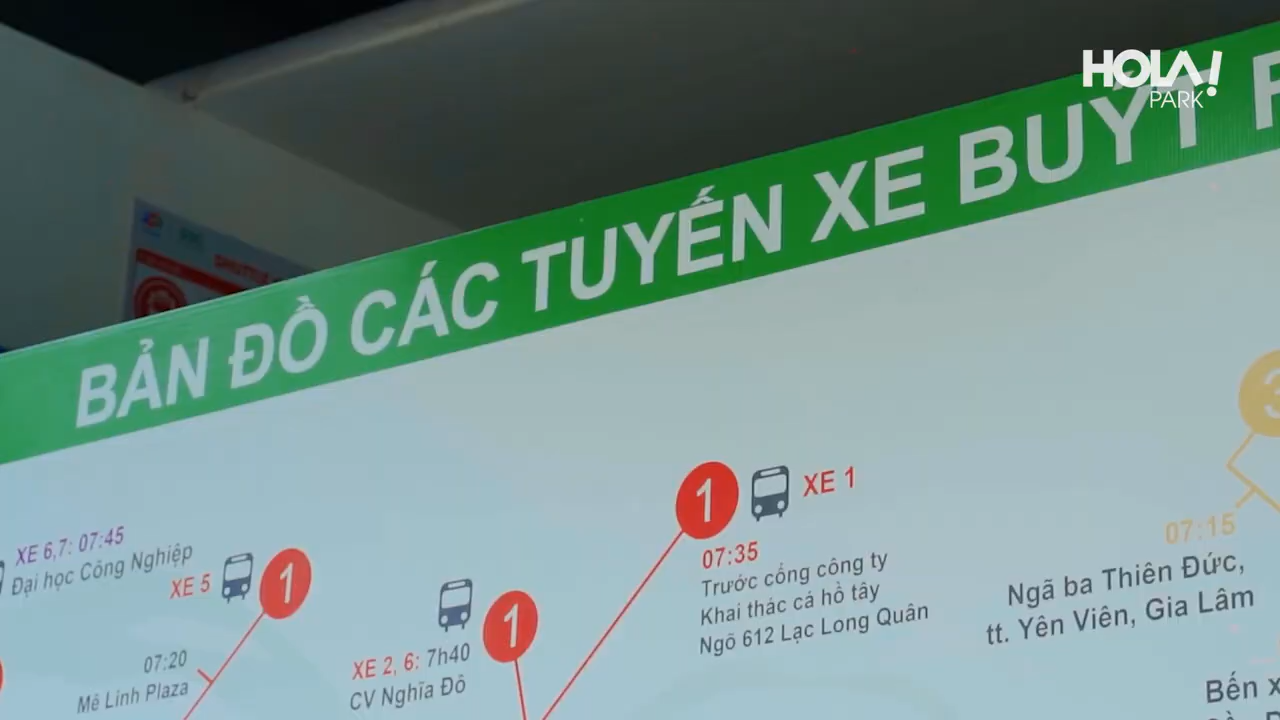 HOLA!
PARK
BẢN ĐỒ CÁC TUYẾN XE BUÝT
1
XE 1
07:35
Trước cổng công ty
Khai thác cá hồ tây
Ngõ 612 Lạc Long Quân
3
07:15
Ngã ba Thiên Đức,
tt. Yên Viên, Gia Lâm
Bến
XE 6,7: 07:45
Đại học Công Nghiệp
XE 5
1
07:20
Mê Linh Plaza
1
XE 2, 6: 7h40
CV Nghĩa Đô